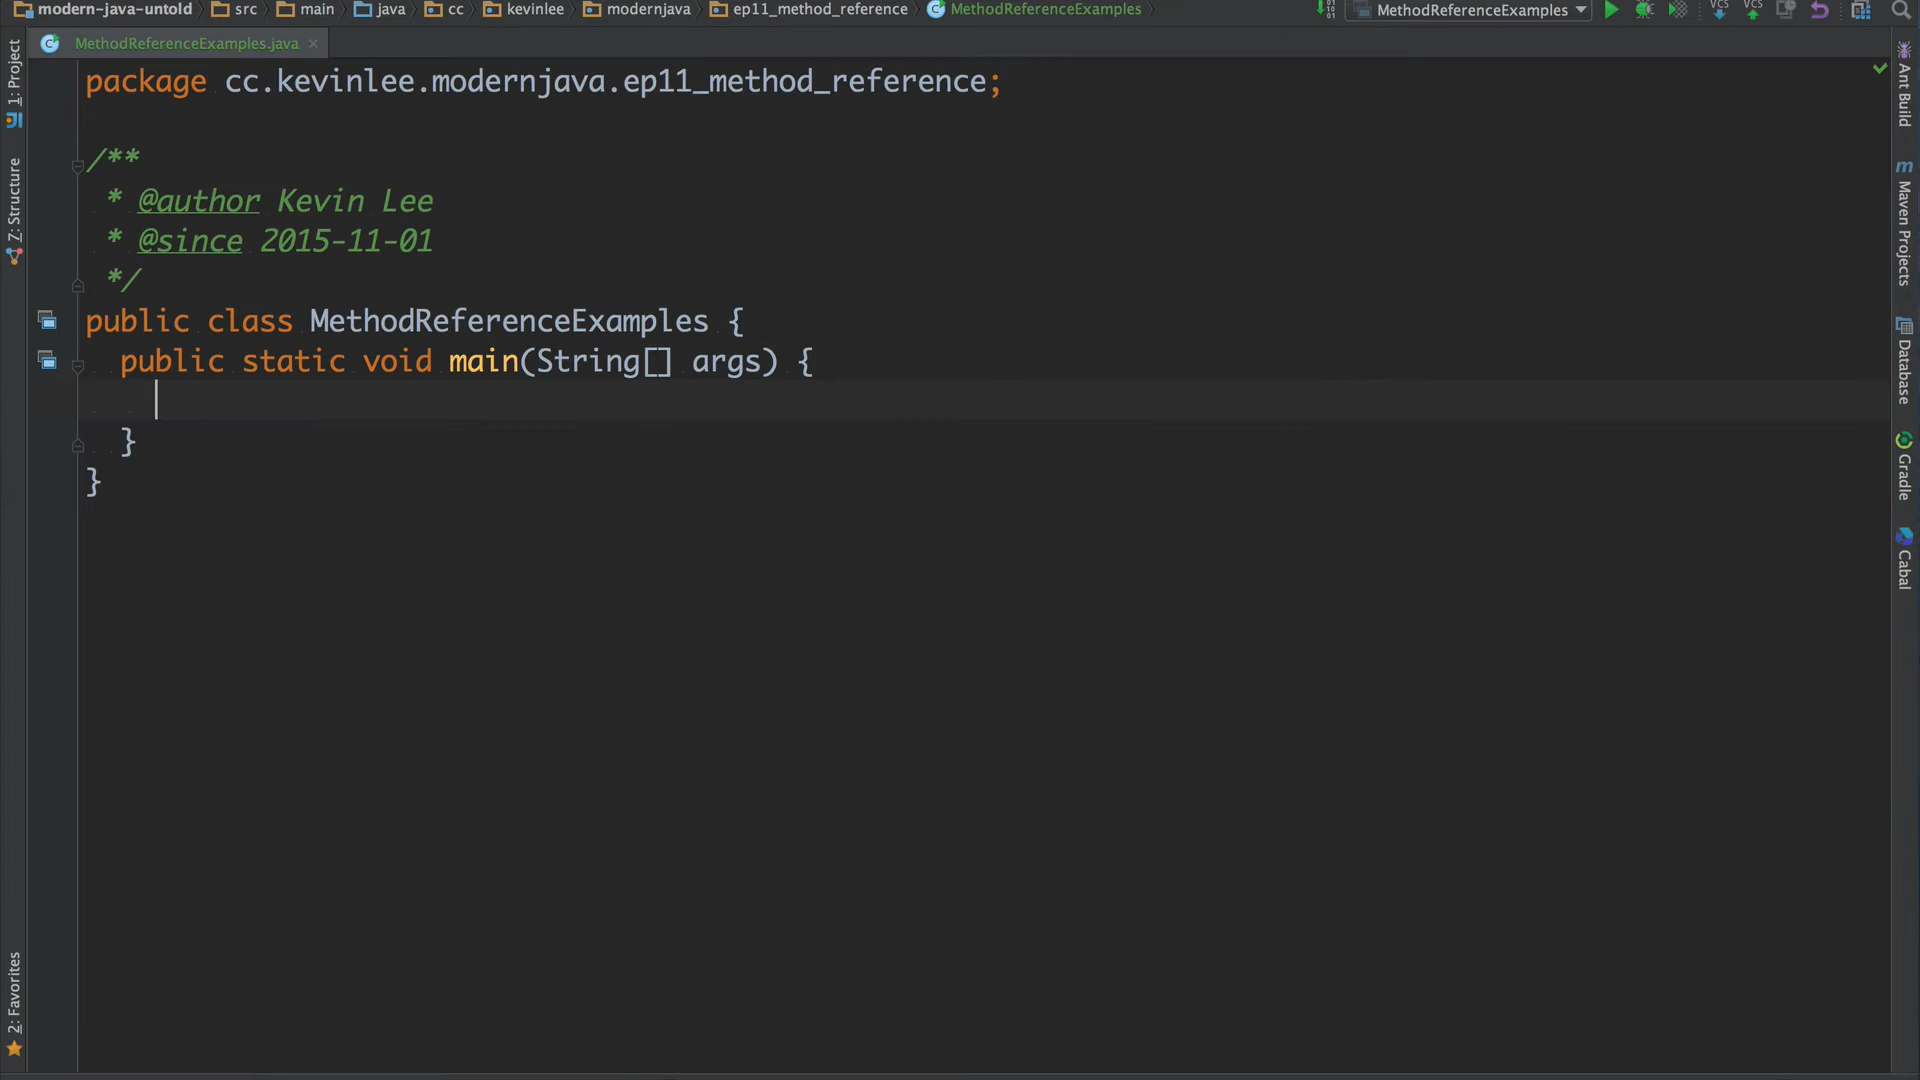 modern-java-untold src main java cc kevinlee modernjava ep11_method_reference MethodReferenceExamples MethodReferenceExamples VCS VCS
MethodReferenceExamples.java
package cc.kevinlee.modernjava.ep11_method_reference;
/**
* @author Kevin Lee
* @since 2015-11-01
*/
public class MethodReferenceExamples {
public static void main(String[] args) {
}
}
1: Project
Z: Structure
2: Favorites
Ant Build
m Maven Projects
Database
Gradle
Cabal